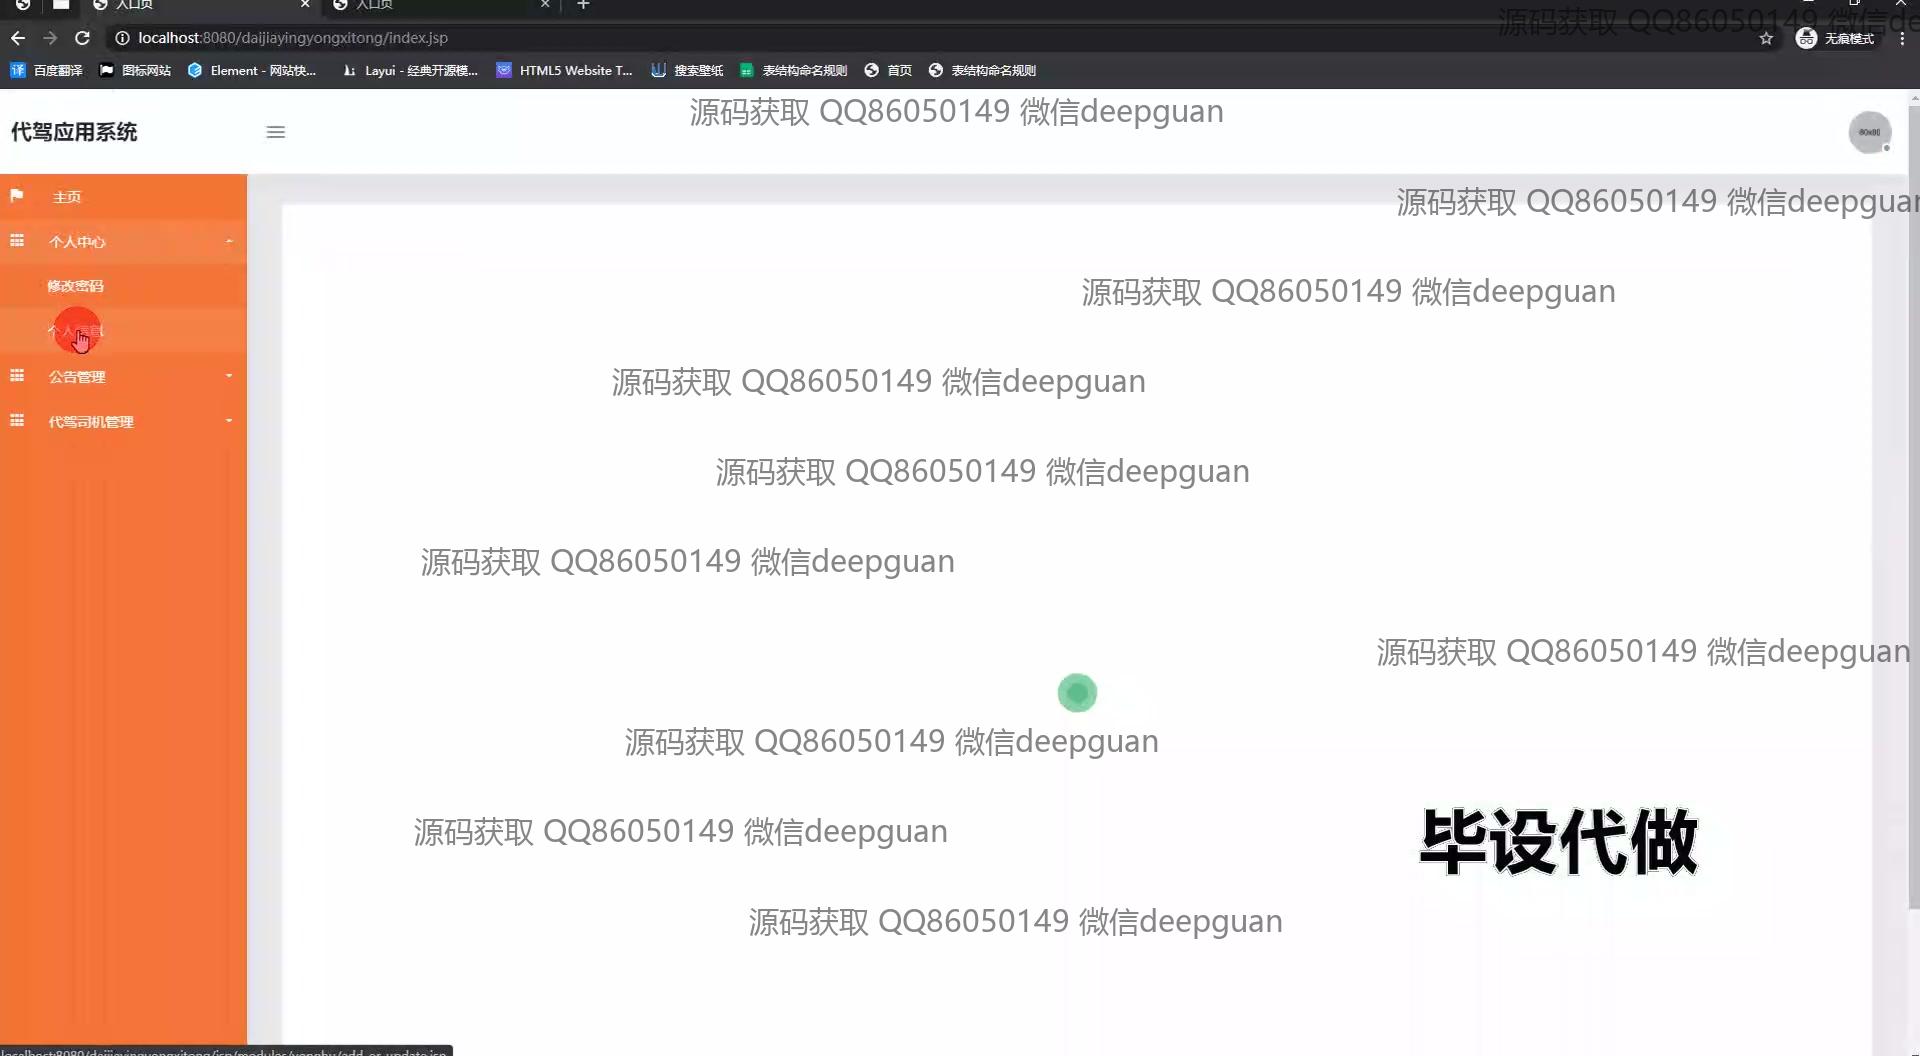 入口页
入口页
localhost:8080/daijiayingyongxitong/index.jsp
源码获取 QQ86050149 微信de
无痕模式
百度翻译
图标网站
Element - 网站快...
Layui - 经典开源模...
HTML5 Website T...
搜索壁纸
表结构命名规则
首页
表结构命名规则
源码获取 QQ86050149 微信deepguan
代驾应用系统
主页
源码获取 QQ86050149 微信deepguan
个人中心
修改密码
源码获取 QQ86050149 微信deepguan
个人信息
公告管理
源码获取 QQ86050149 微信deepguan
代驾司机管理
源码获取 QQ86050149 微信deepguan
源码获取 QQ86050149 微信deepguan
源码获取 QQ86050149 微信deepguan
源码获取 QQ86050149 微信deepguan
源码获取 QQ86050149 微信deepguan
毕设代做
源码获取 QQ86050149 微信deepguan
localhost:8080/daijiayingyongxitong/jsp/modules/yonghu/add-or-update.jsp